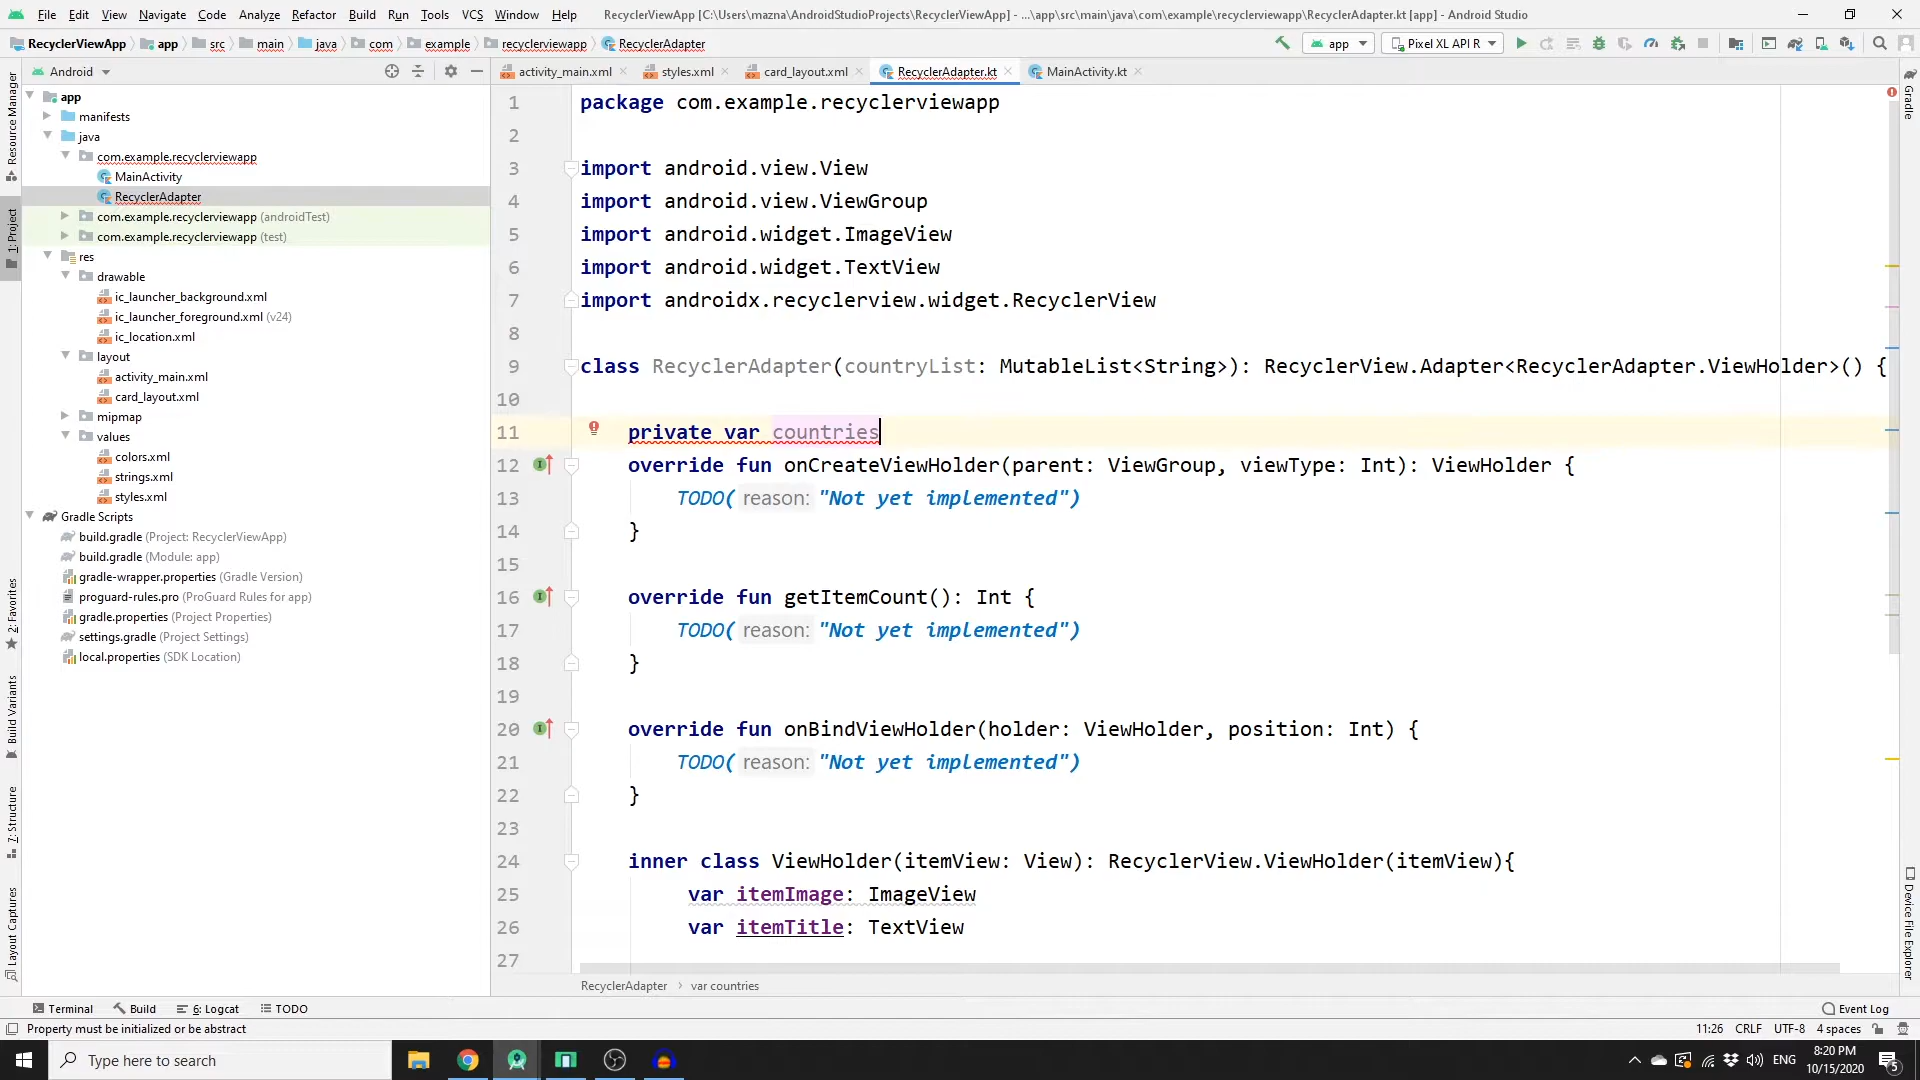 File Edit View Navigate Code Analyze Refactor Build Run Tools VCS Window Help RecyclerViewApp [C:\Users\mazna\AndroidStudioProjects\RecyclerViewApp] - ...\app\src\main\java\com\example\recyclerviewapp\RecyclerAdapter.kt [app] - Android Studio
RecyclerViewApp app src main java com example recyclerviewapp RecyclerAdapter app Pixel XL API R
Android activity_main.xml styles.xml card_layout.xml RecyclerAdapter.kt MainActivity.kt
Resource Manager
1: Project
2: Favorites
Build Variants
7: Structure
Layout Captures
app
manifests
java
com.example.recyclerviewapp
MainActivity
RecyclerAdapter
com.example.recyclerviewapp (androidTest)
com.example.recyclerviewapp (test)
res
drawable
ic_launcher_background.xml
ic_launcher_foreground.xml (v24)
ic_location.xml
layout
activity_main.xml
card_layout.xml
mipmap
values
colors.xml
strings.xml
styles.xml
Gradle Scripts
build.gradle (Project: RecyclerViewApp)
build.gradle (Module: app)
gradle-wrapper.properties (Gradle Version)
proguard-rules.pro (ProGuard Rules for app)
gradle.properties (Project Properties)
settings.gradle (Project Settings)
local.properties (SDK Location)
1 package com.example.recyclerviewapp
2
3 import android.view.View
4 import android.view.ViewGroup
5 import android.widget.ImageView
6 import android.widget.TextView
7 import androidx.recyclerview.widget.RecyclerView
8
9 class RecyclerAdapter(countryList: MutableList<String>): RecyclerView.Adapter<RecyclerAdapter.ViewHolder>() {
10
11 private var countries
12 override fun onCreateViewHolder(parent: ViewGroup, viewType: Int): ViewHolder {
13 TODO( reason: "Not yet implemented")
14 }
15
16 override fun getItemCount(): Int {
17 TODO( reason: "Not yet implemented")
18 }
19
20 override fun onBindViewHolder(holder: ViewHolder, position: Int) {
21 TODO( reason: "Not yet implemented")
22 }
23
24 inner class ViewHolder(itemView: View): RecyclerView.ViewHolder(itemView){
25 var itemImage: ImageView
26 var itemTitle: TextView
27
Gradle
Device File Explorer
RecyclerAdapter var countries
Terminal Build 6: Logcat TODO Event Log
Property must be initialized or be abstract 11:26 CRLF UTF-8 4 spaces
Type here to search ENG 8:20 PM
10/15/2020 5